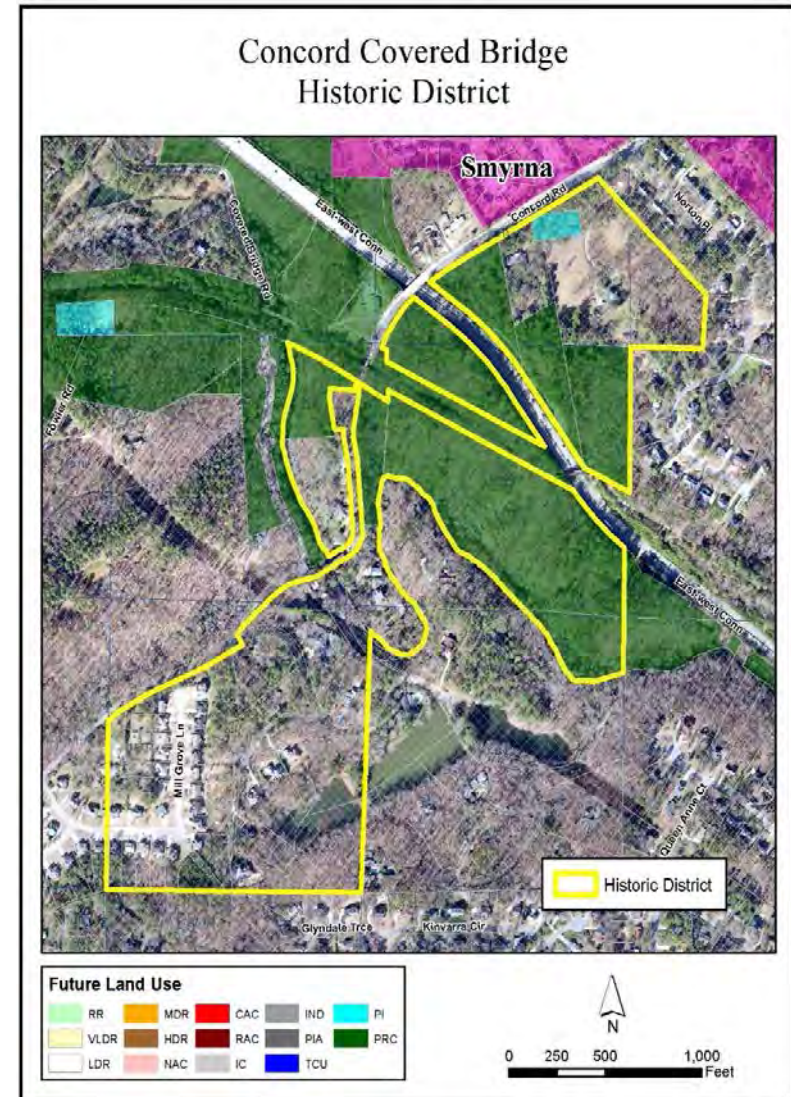 Concord Covered Bridge
Historic District
Smyrna
East-west Conn
Concord Rd
Norton Pl
Covered Bridge Rd
Fowler Rd
East-west Conn
Mill Grove Ln
Queen Anne Ct
Historic District
Glyndale Trce
Kinvarra Cir
Future Land Use
RR MDR CAC IND PI
VLDR HDR RAC PIA PRC
LDR NAC IC TCU
N
0 250 500 1,000
Feet